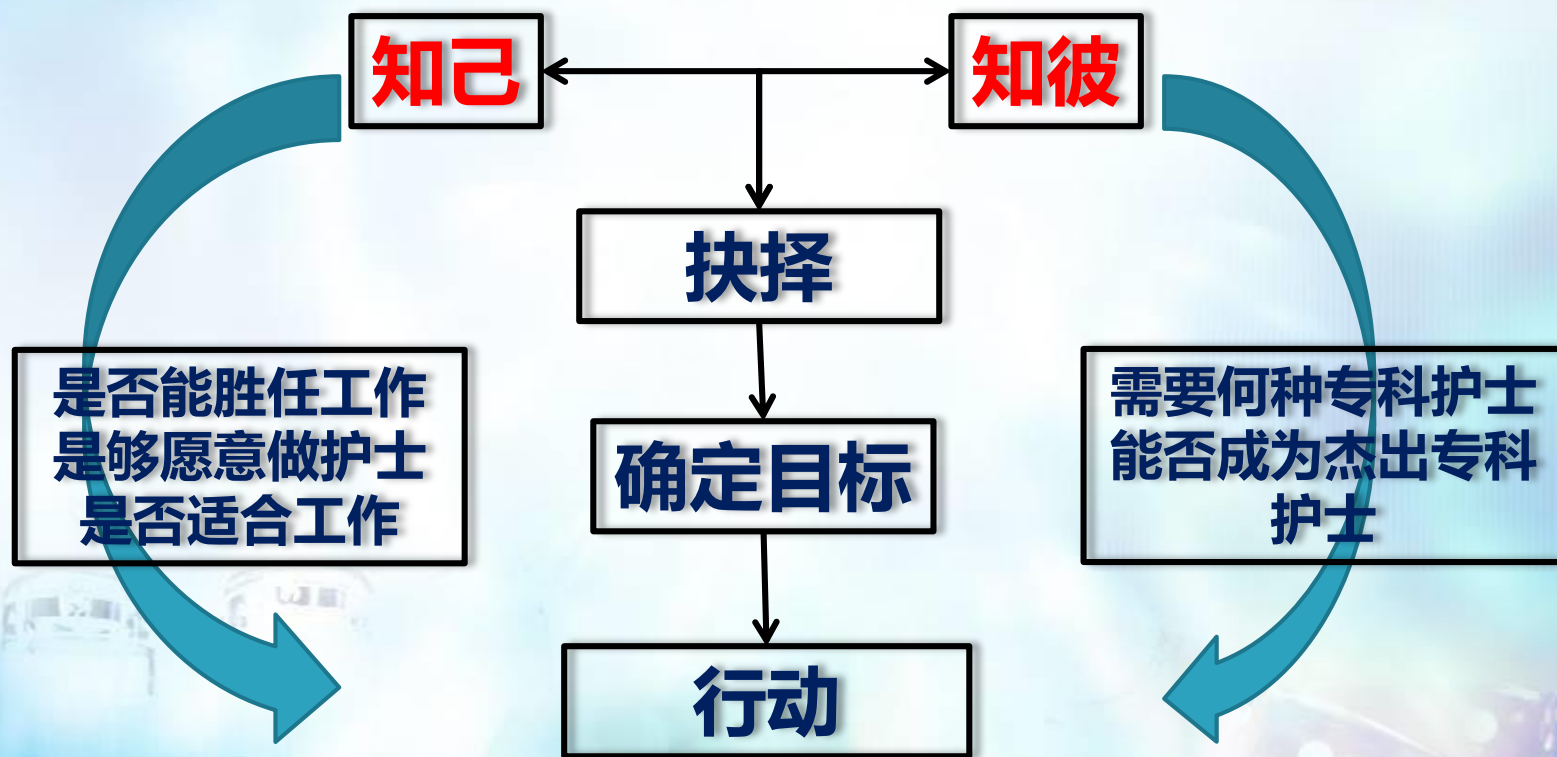 知己
知彼
抉择
是否能胜任工作
是够愿意做护士
是否适合工作
需要何种专科护士
能否成为杰出专科
护士
确定目标
行动